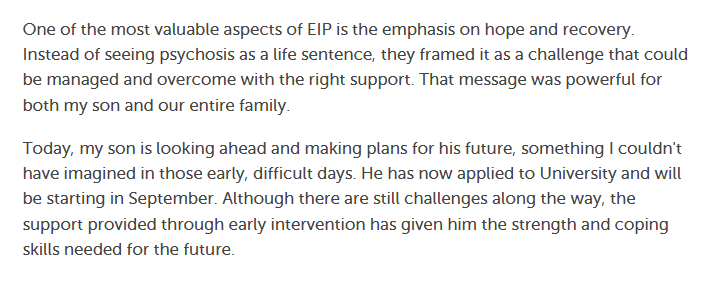 One of the most valuable aspects of EIP is the emphasis on hope and recovery.
Instead of seeing psychosis as a life sentence, they framed it as a challenge that could
be managed and overcome with the right support. That message was powerful for
both my son and our entire family.
Today, my son is looking ahead and making plans for his future, something I couldn't
have imagined in those early, difficult days. He has now applied to University and will
be starting in September. Although there are still challenges along the way, the
support provided through early intervention has given him the strength and coping
skills needed for the future.